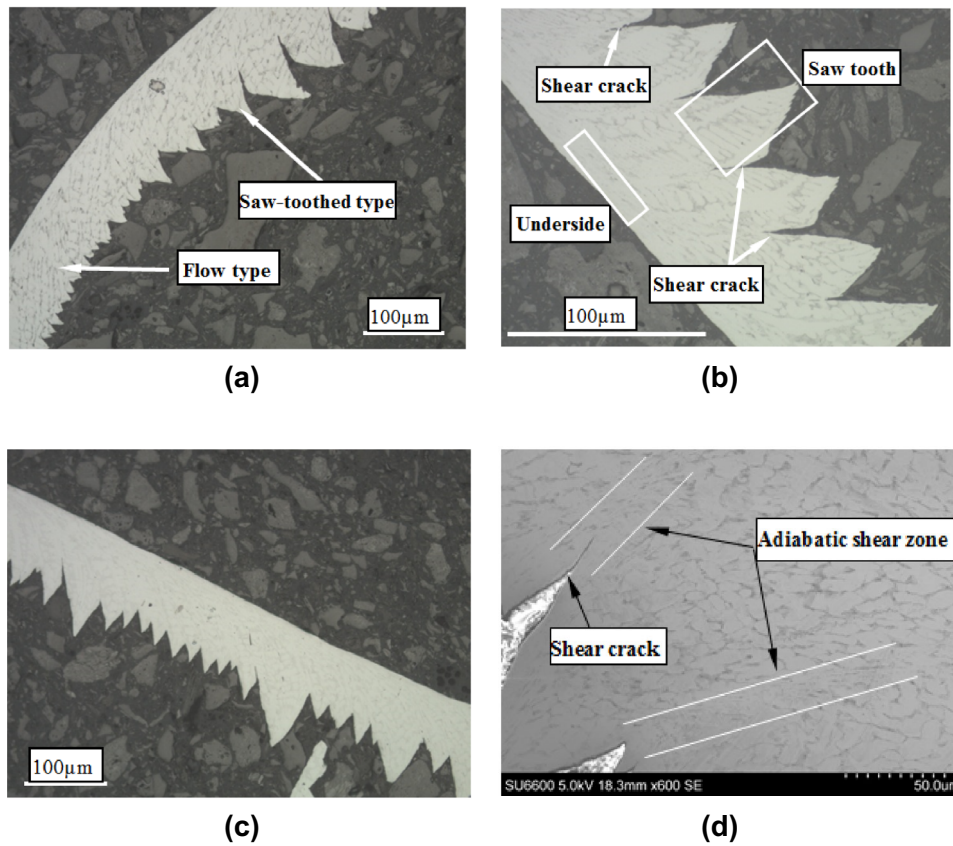 Saw-toothed type
Flow type
100µm
(a)
Shear crack
Saw tooth
Underside
Shear crack
100µm
(b)
100µm
(c)
Adiabatic shear zone
Shear crack
SU6600 5.0kV 18.3mm x600 SE
50.0um
(d)